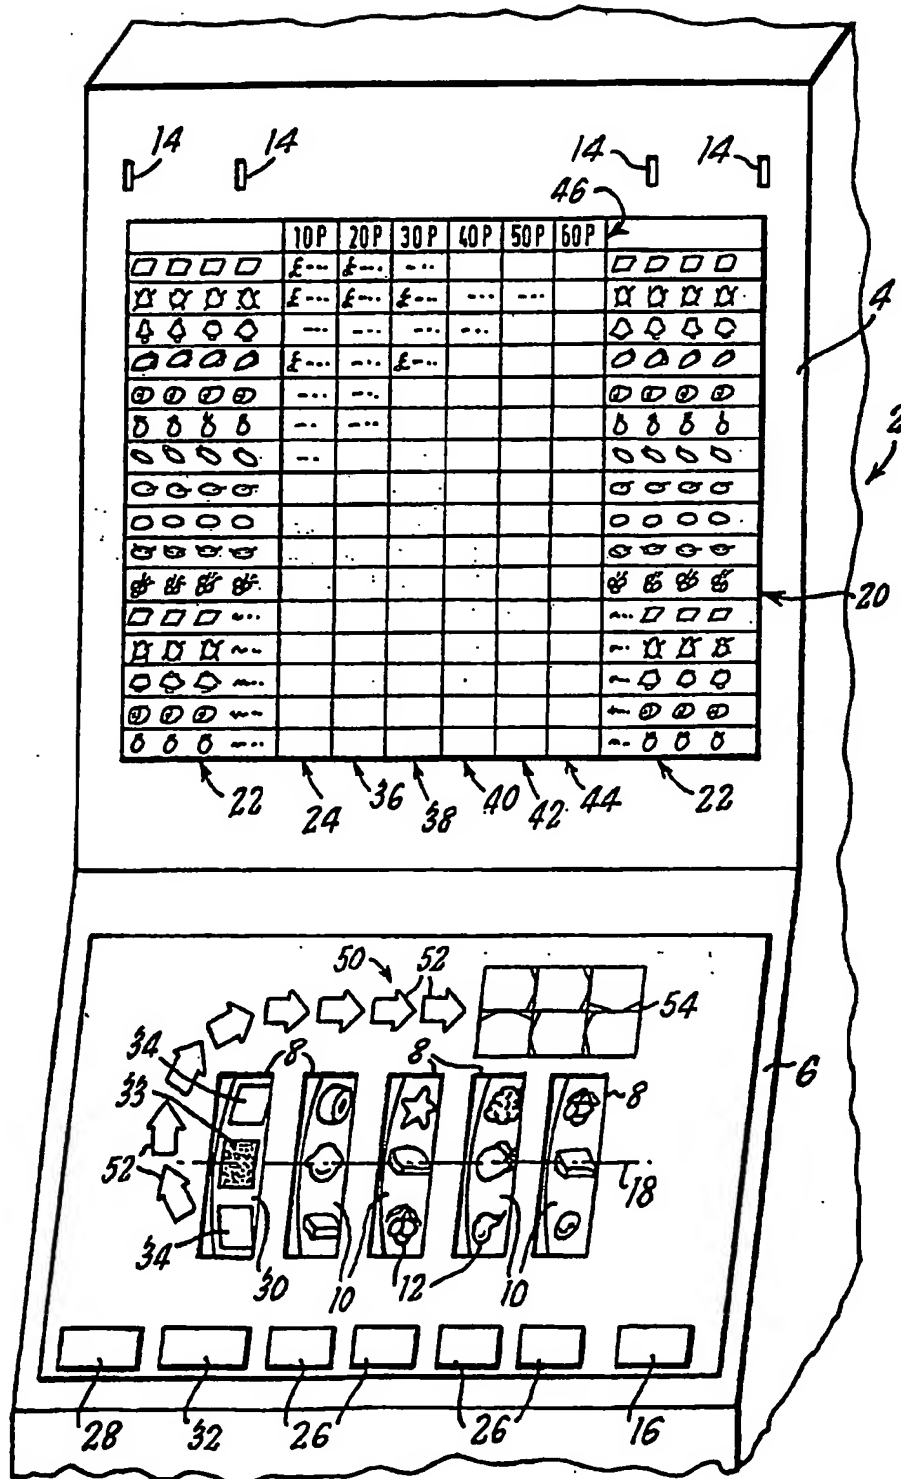 14 14 14 14
46
10P 20P 30P 40P 50P 60P
£--- £--- ---
£--- £--- £--- --- ---
--- --- --- ---
£--- --- £---
--- ---
--- ---
---
4
2
20
22 24 36 38 40 42 44 22
50 52
54
34 8 8
33 8 6
52 18
34 30 10 12 10
28 32 26 26 16